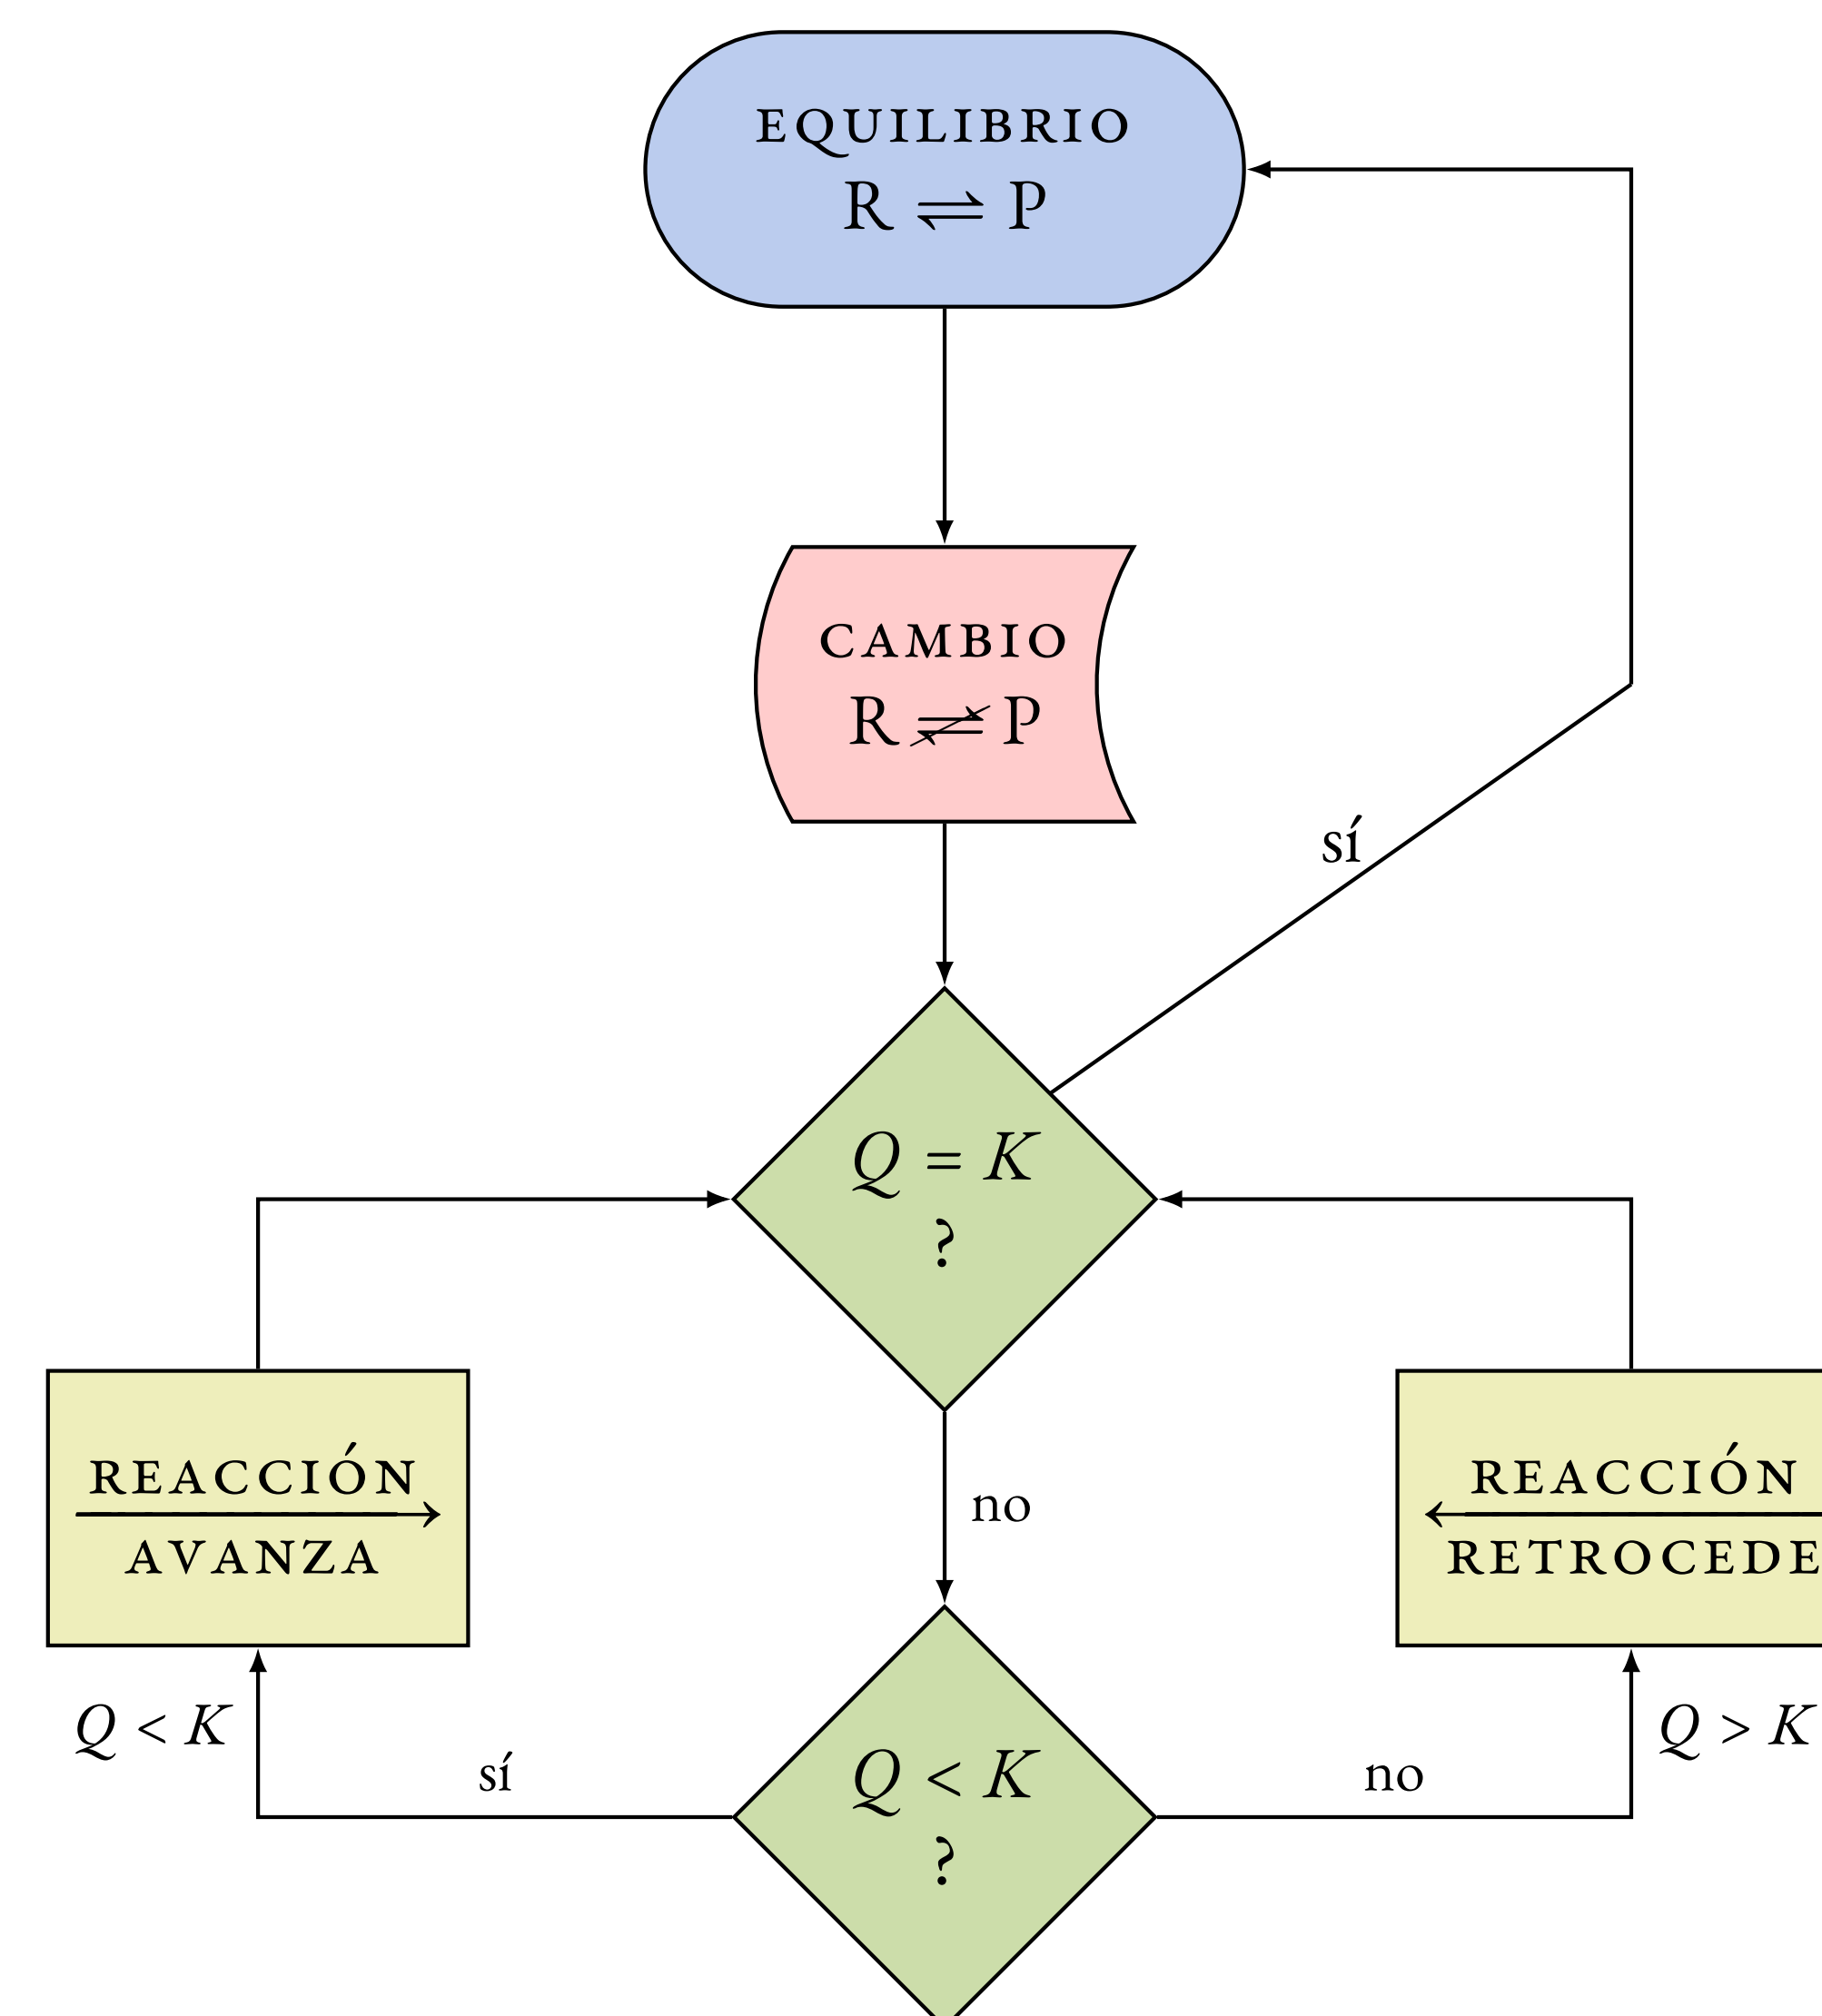 EQUILIBRIO
R ⇌ P
CAMBIO
R ⇌̸ P
sí
Q = K
?
REACCIÓN
AVANZA
no
REACCIÓN
RETROCEDE
Q < K
Q > K
sí
Q < K
?
no